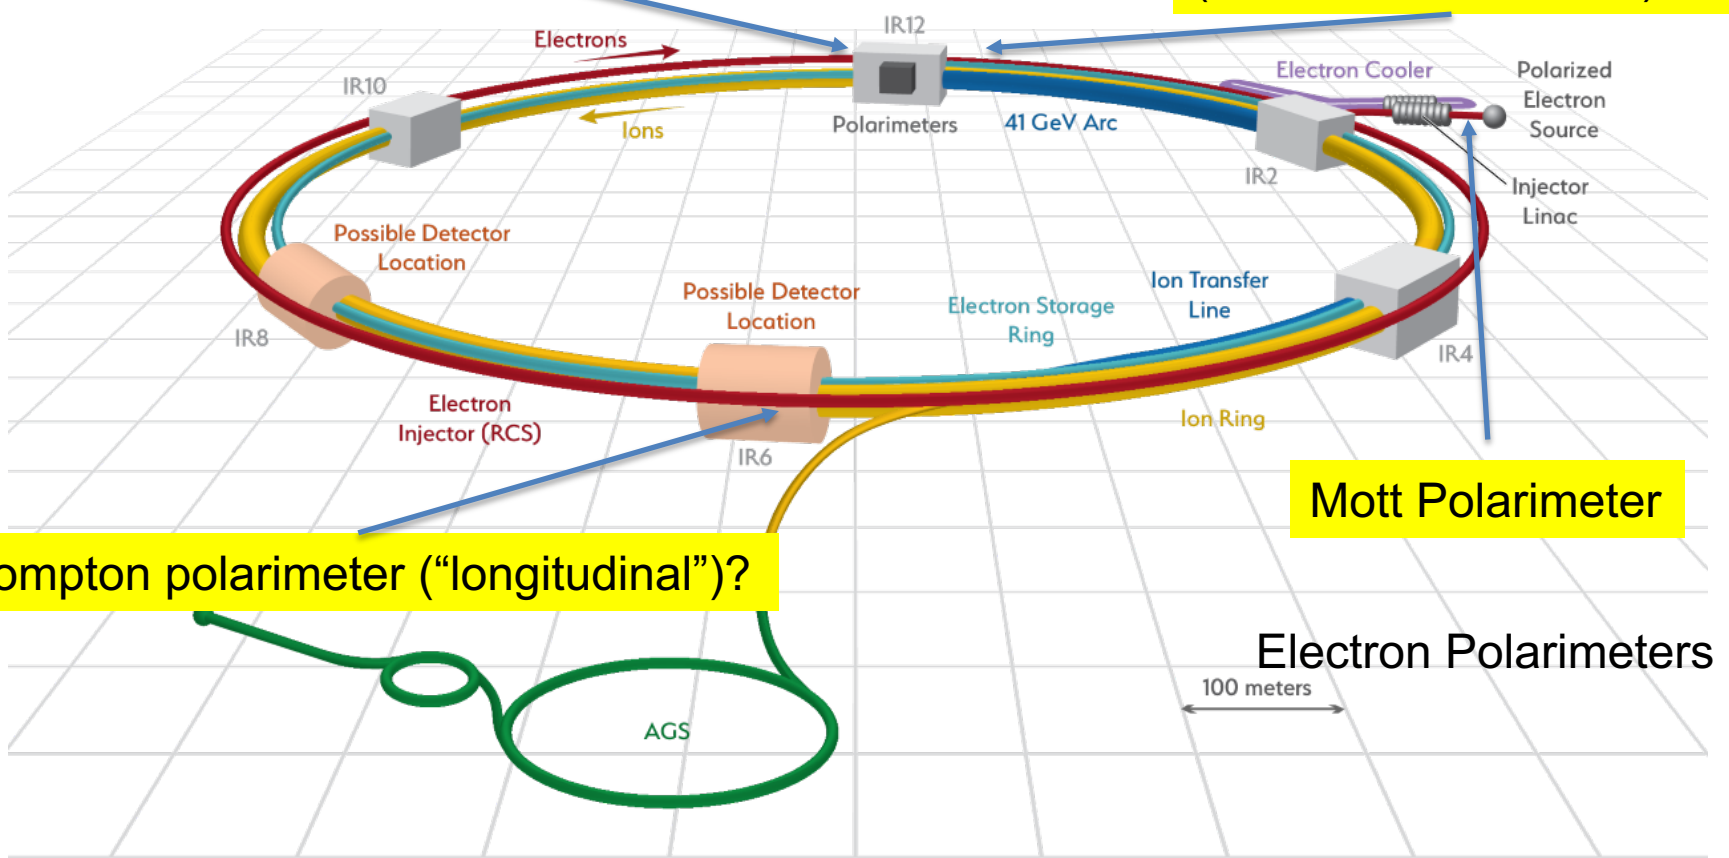 IR12
Electrons
Electron Cooler
Polarized
Electron
Source
IR10
Ions
Polarimeters
41 GeV Arc
IR2
Injector
Linac
Possible Detector
Location
Possible Detector
Location
Ion Transfer
Line
Electron Storage
Ring
IR8
IR4
Electron
Injector (RCS)
Ion Ring
IR6
Mott Polarimeter
ompton polarimeter (“longitudinal”)?
Electron Polarimeters
100 meters
AGS